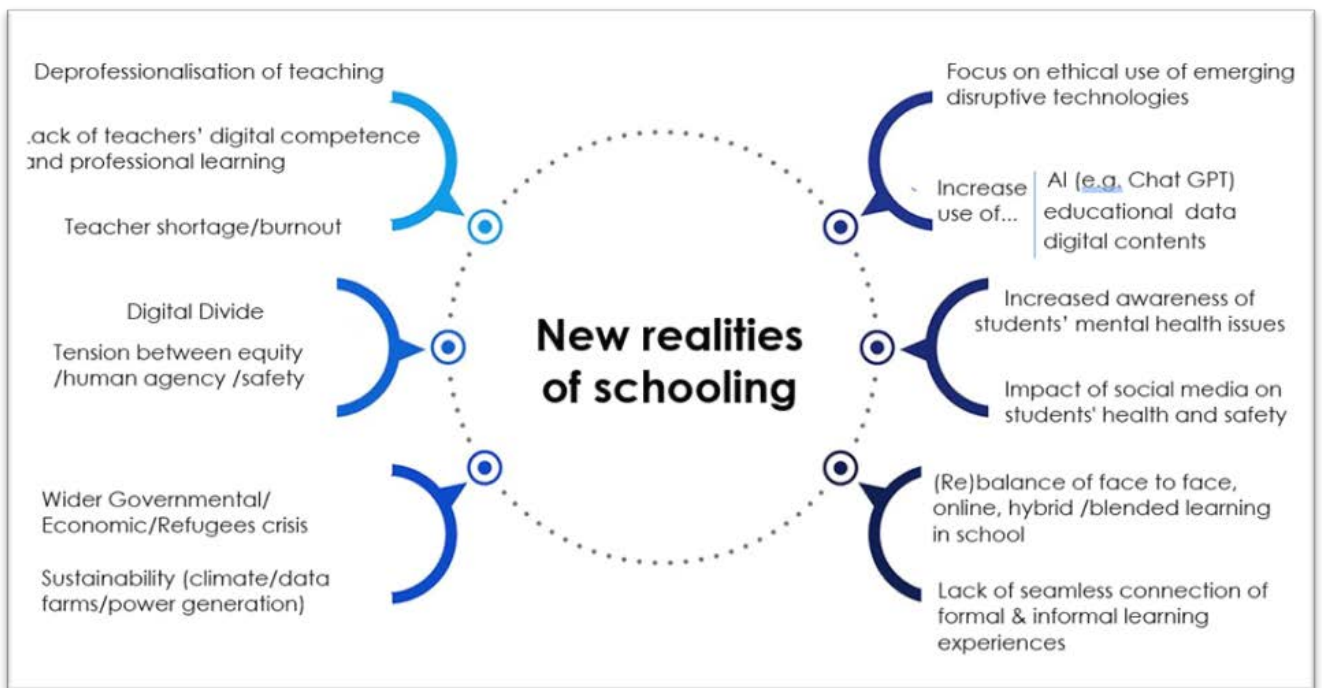 Deprofessionalisation of teaching
.ack of teachers' digital competence
and professional learning
Teacher shortage/burnout
Digital Divide
Tension between equity
/human agency /safety
Wider Governmental/
Economic/Refugees crisis
Sustainability (climate/data
farms/power generation)
New realities
of schooling
Focus on ethical use of emerging
disruptive technologies
Increase
use of...
AI (e.g. Chat GPT)
educational data
digital contents
Increased awareness of
students' mental health issues
Impact of social media on
students' health and safety
(Re)balance of face to face,
online, hybrid /blended learning
in school
Lack of seamless connection of
formal & informal learning
experiences